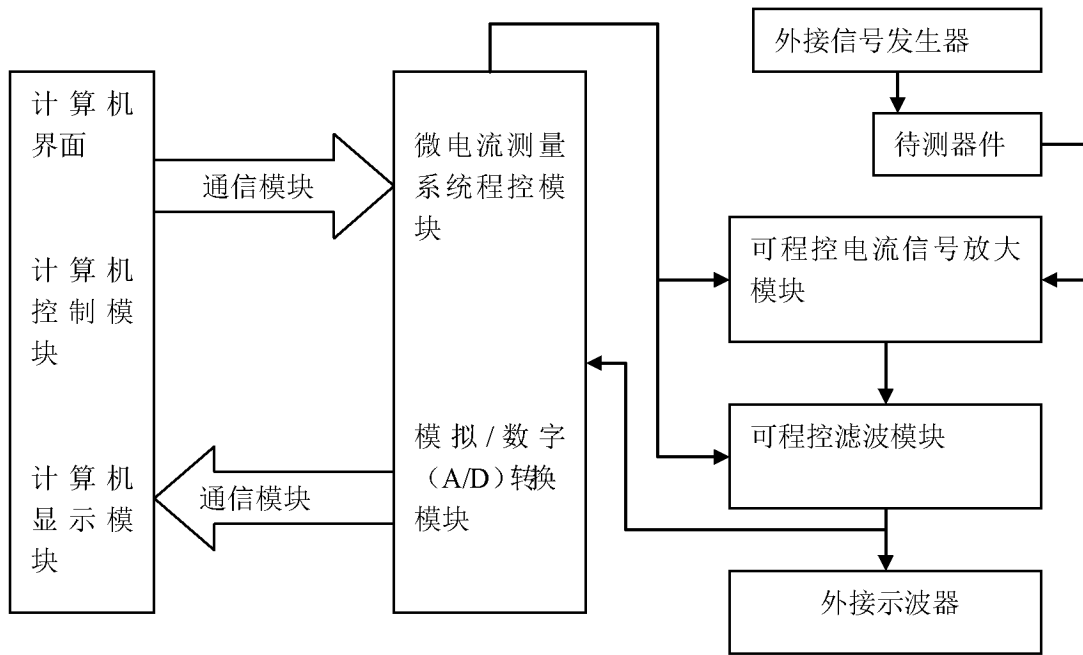 计算机
界面
计算机
控制模
块
计算机
显示模
块
通信模块
通信模块
微电流测量
系统程控模
块
模拟/数字
（A/D）转换
模块
外接信号发生器
待测器件
可程控电流信号放大
模块
可程控滤波模块
外接示波器